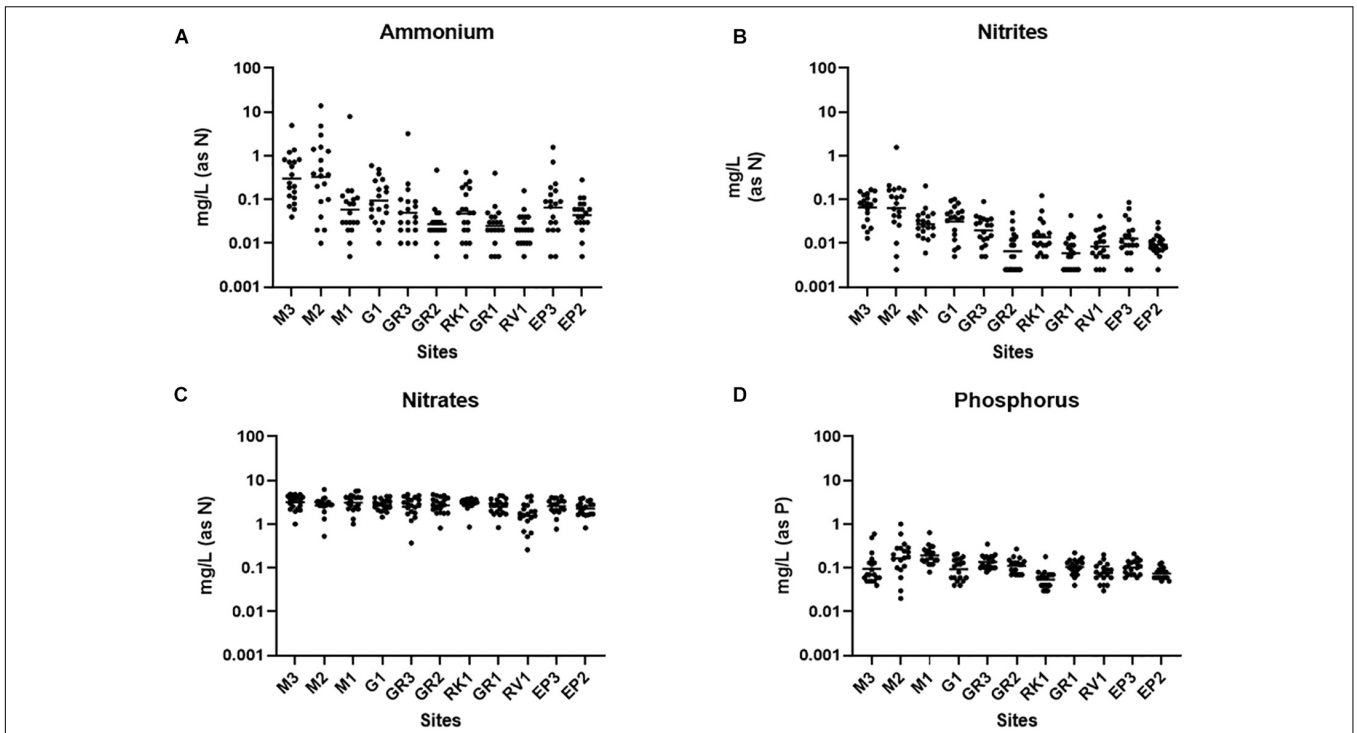 A Ammonium
100
10
1
0.1
0.01
0.001
mg/L (as N)
M3 M2 M1 G1 GR3 GR2 RK1 GR1 RV1 EP3 EP2
Sites
B Nitrites
100
10
1
0.1
0.01
0.001
mg/L
(as N)
M3 M2 M1 G1 GR3 GR2 RK1 GR1 RV1 EP3 EP2
Sites
C Nitrates
100
10
1
0.1
0.01
0.001
mg/L (as N)
M3 M2 M1 G1 GR3 GR2 RK1 GR1 RV1 EP3 EP2
Sites
D Phosphorus
100
10
1
0.1
0.01
0.001
mg/L (as P)
M3 M2 M1 G1 GR3 GR2 RK1 GR1 RV1 EP3 EP2
Sites